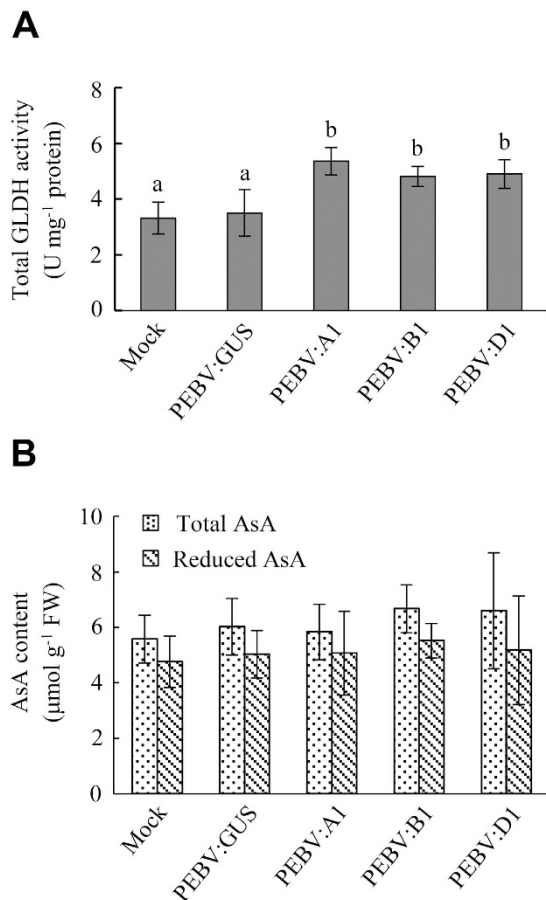 A
Total GLDH activity
(U mg⁻¹ protein)
8
6
4
2
0
a
a
b
b
b
Mock
PEBV:GUS
PEBV:A1
PEBV:B1
PEBV:D1
B
AsA content
(μmol g⁻¹ FW)
10
8
6
4
2
0
Total AsA
Reduced AsA
Mock
PEBV:GUS
PEBV:A1
PEBV:B1
PEBV:D1